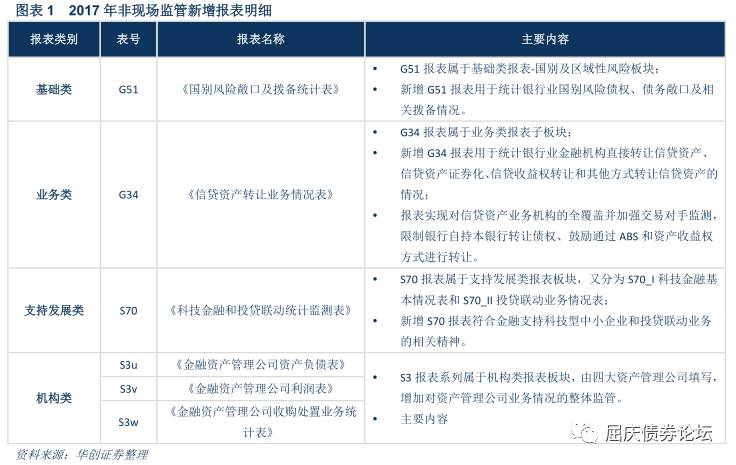 图表 1 2017 年非现场监管新增报表明细
报表类别 表号 报表名称 主要内容
基础类 G51 《国别风险敞口及拨备统计表》
• G51 报表属于基础类报表-国别及区域性风险板块；
• 新增 G51 报表用于统计银行业国别风险债权、债务敞口及相
关拨备情况。
业务类 G34 《信贷资产转让业务情况表》
• G34 报表属于业务类报表子板块；
• 新增 G34 报表用于统计银行业金融机构直接转让信贷资产、
信贷资产证券化、信贷收益权转让和其他方式转让信贷资产的
情况；
• 报表实现对信贷资产业务机构的全覆盖并加强交易对手监测，
限制银行自持本银行转让债权、鼓励通过 ABS 和资产收益权
方式进行转让。
支持发展类 S70 《科技金融和投贷联动统计监测表》
• S70 报表属于支持发展类报表板块，又分为 S70_I 科技金融基
本情况表和 S70_II 投贷联动业务情况表；
• 新增 S70 报表符合金融支持科技型中小企业和投贷联动业务
的相关精神。
机构类
S3u 《金融资产管理公司资产负债表》
S3v 《金融资产管理公司利润表》
S3w 《金融资产管理公司收购处置业务统
计表》
• S3 报表系列属于机构类报表板块，由四大资产管理公司填写，
增加对资产管理公司业务情况的整体监管。
• 主要内容
资料来源：华创证券整理
屈庆债券论坛